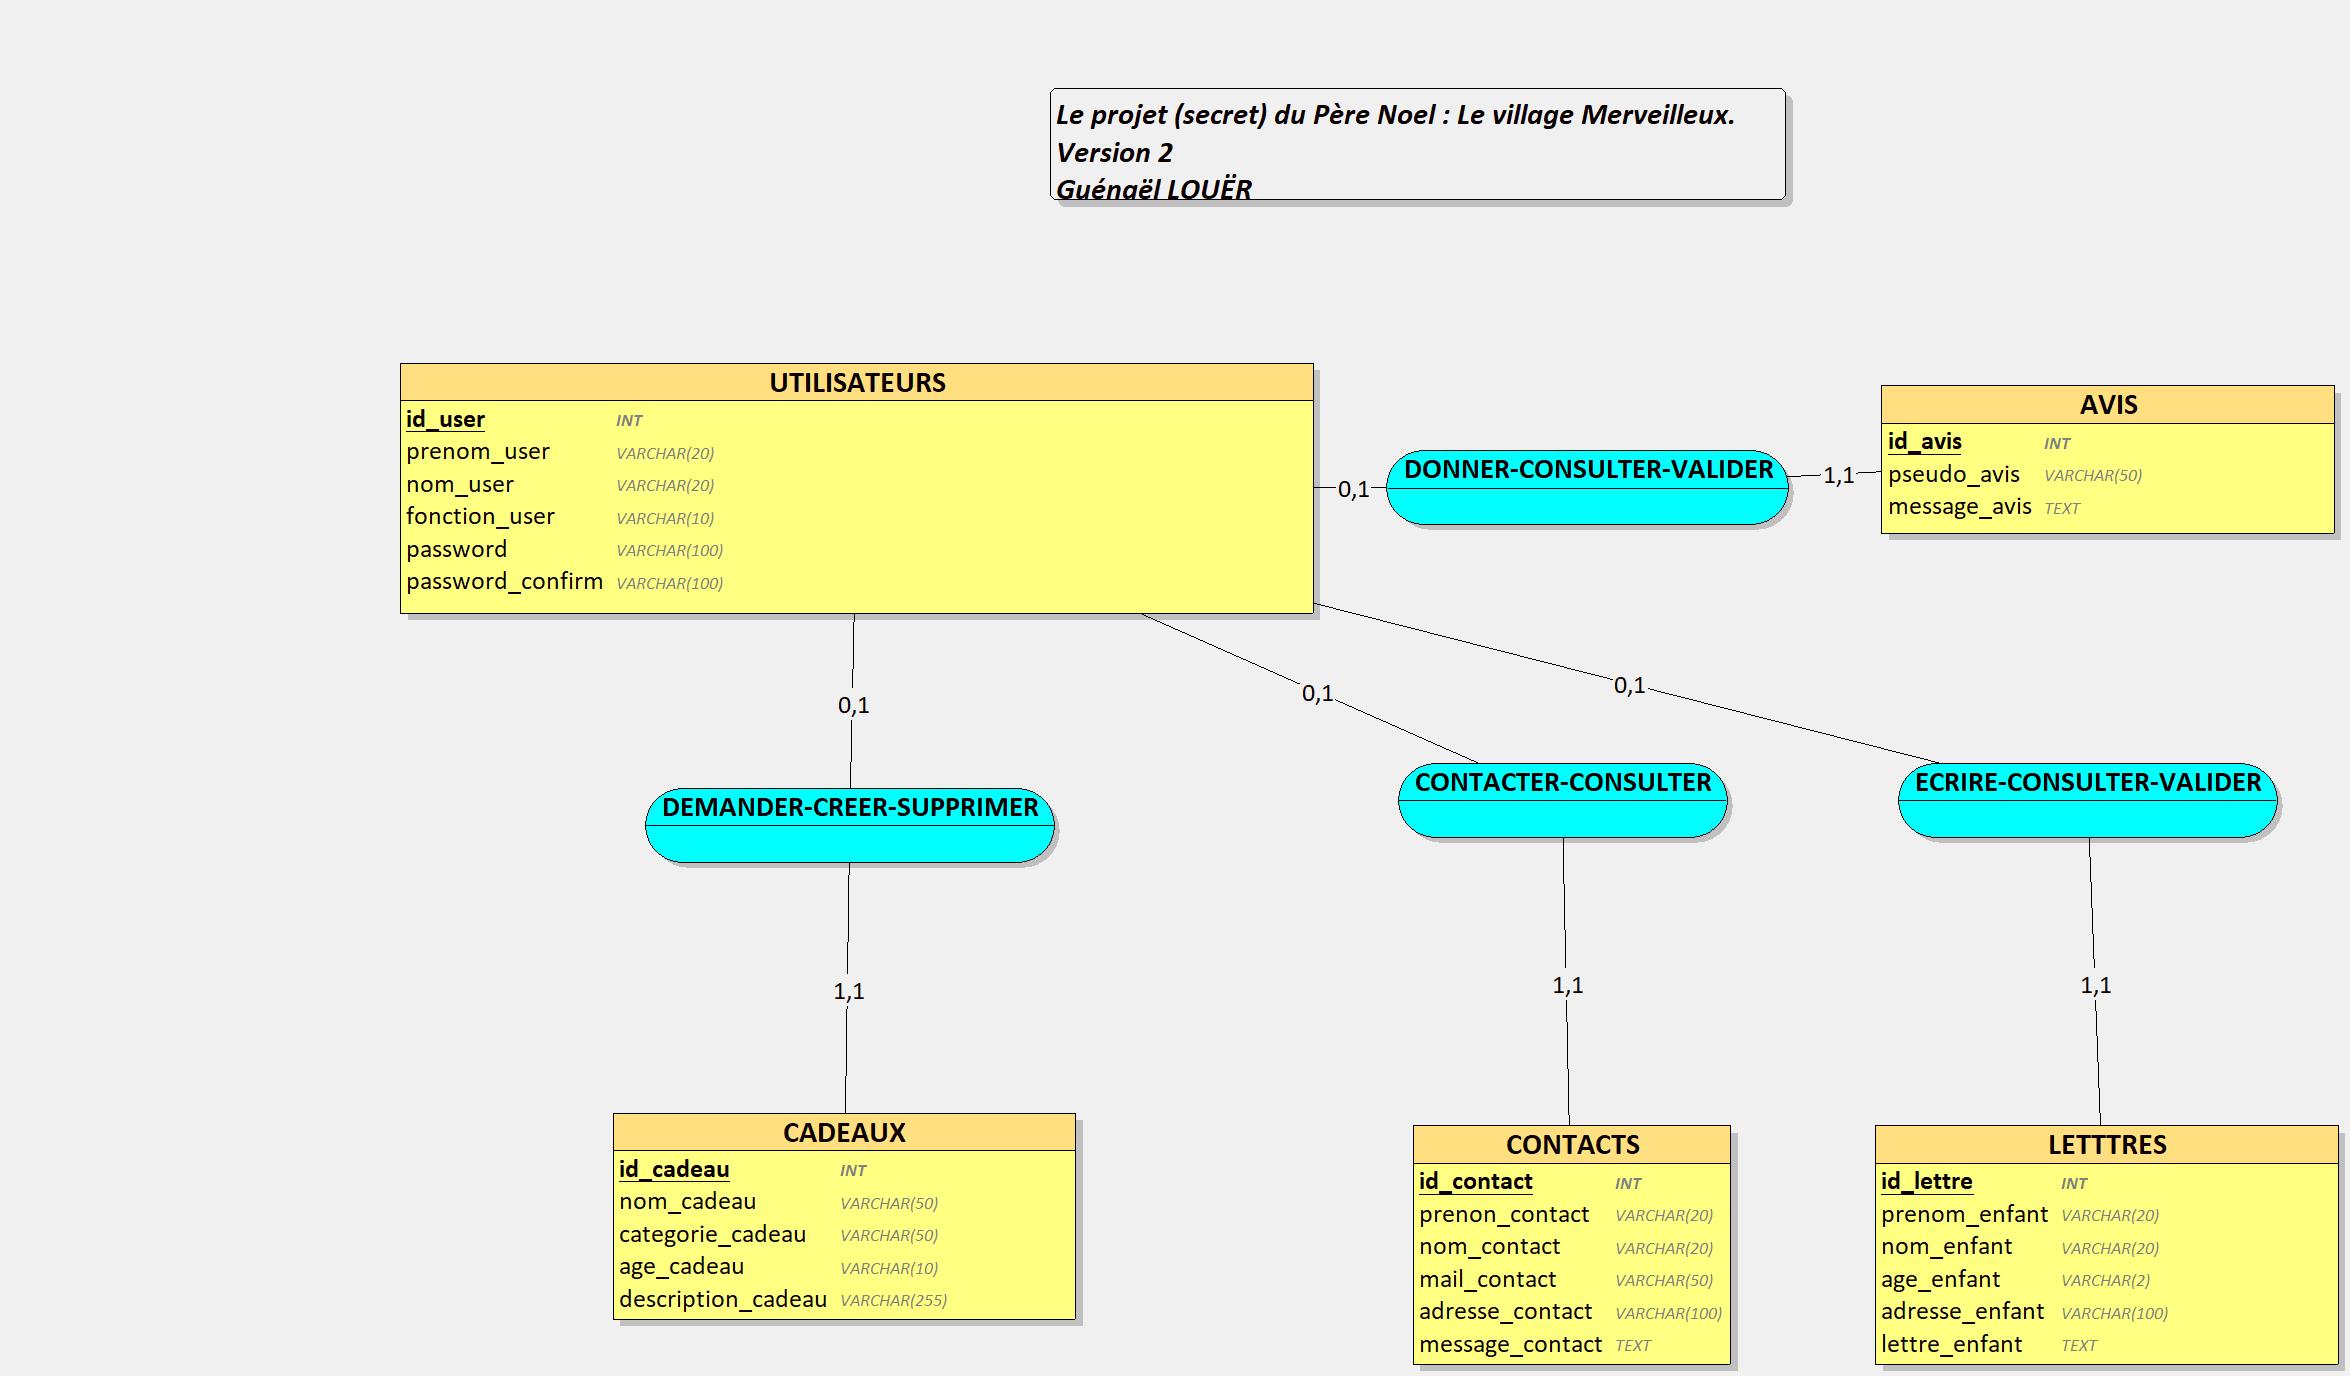 Le projet (secret) du Père Noel : Le village Merveilleux.
Version 2
Guénaël LOUËR
UTILISATEURS
id_user INT
prenom_user VARCHAR(20)
nom_user VARCHAR(20)
fonction_user VARCHAR(10)
password VARCHAR(100)
password_confirm VARCHAR(100)
0,1
DONNER-CONSULTER-VALIDER
1,1
AVIS
id_avis INT
pseudo_avis VARCHAR(50)
message_avis TEXT
0,1
0,1
0,1
DEMANDER-CREER-SUPPRIMER
CONTACTER-CONSULTER
ECRIRE-CONSULTER-VALIDER
1,1
1,1
1,1
CADEAUX
id_cadeau INT
nom_cadeau VARCHAR(50)
categorie_cadeau VARCHAR(50)
age_cadeau VARCHAR(10)
description_cadeau VARCHAR(255)
CONTACTS
id_contact INT
prenon_contact VARCHAR(20)
nom_contact VARCHAR(20)
mail_contact VARCHAR(50)
adresse_contact VARCHAR(100)
message_contact TEXT
LETTTRES
id_lettre INT
prenom_enfant VARCHAR(20)
nom_enfant VARCHAR(20)
age_enfant VARCHAR(2)
adresse_enfant VARCHAR(100)
lettre_enfant TEXT